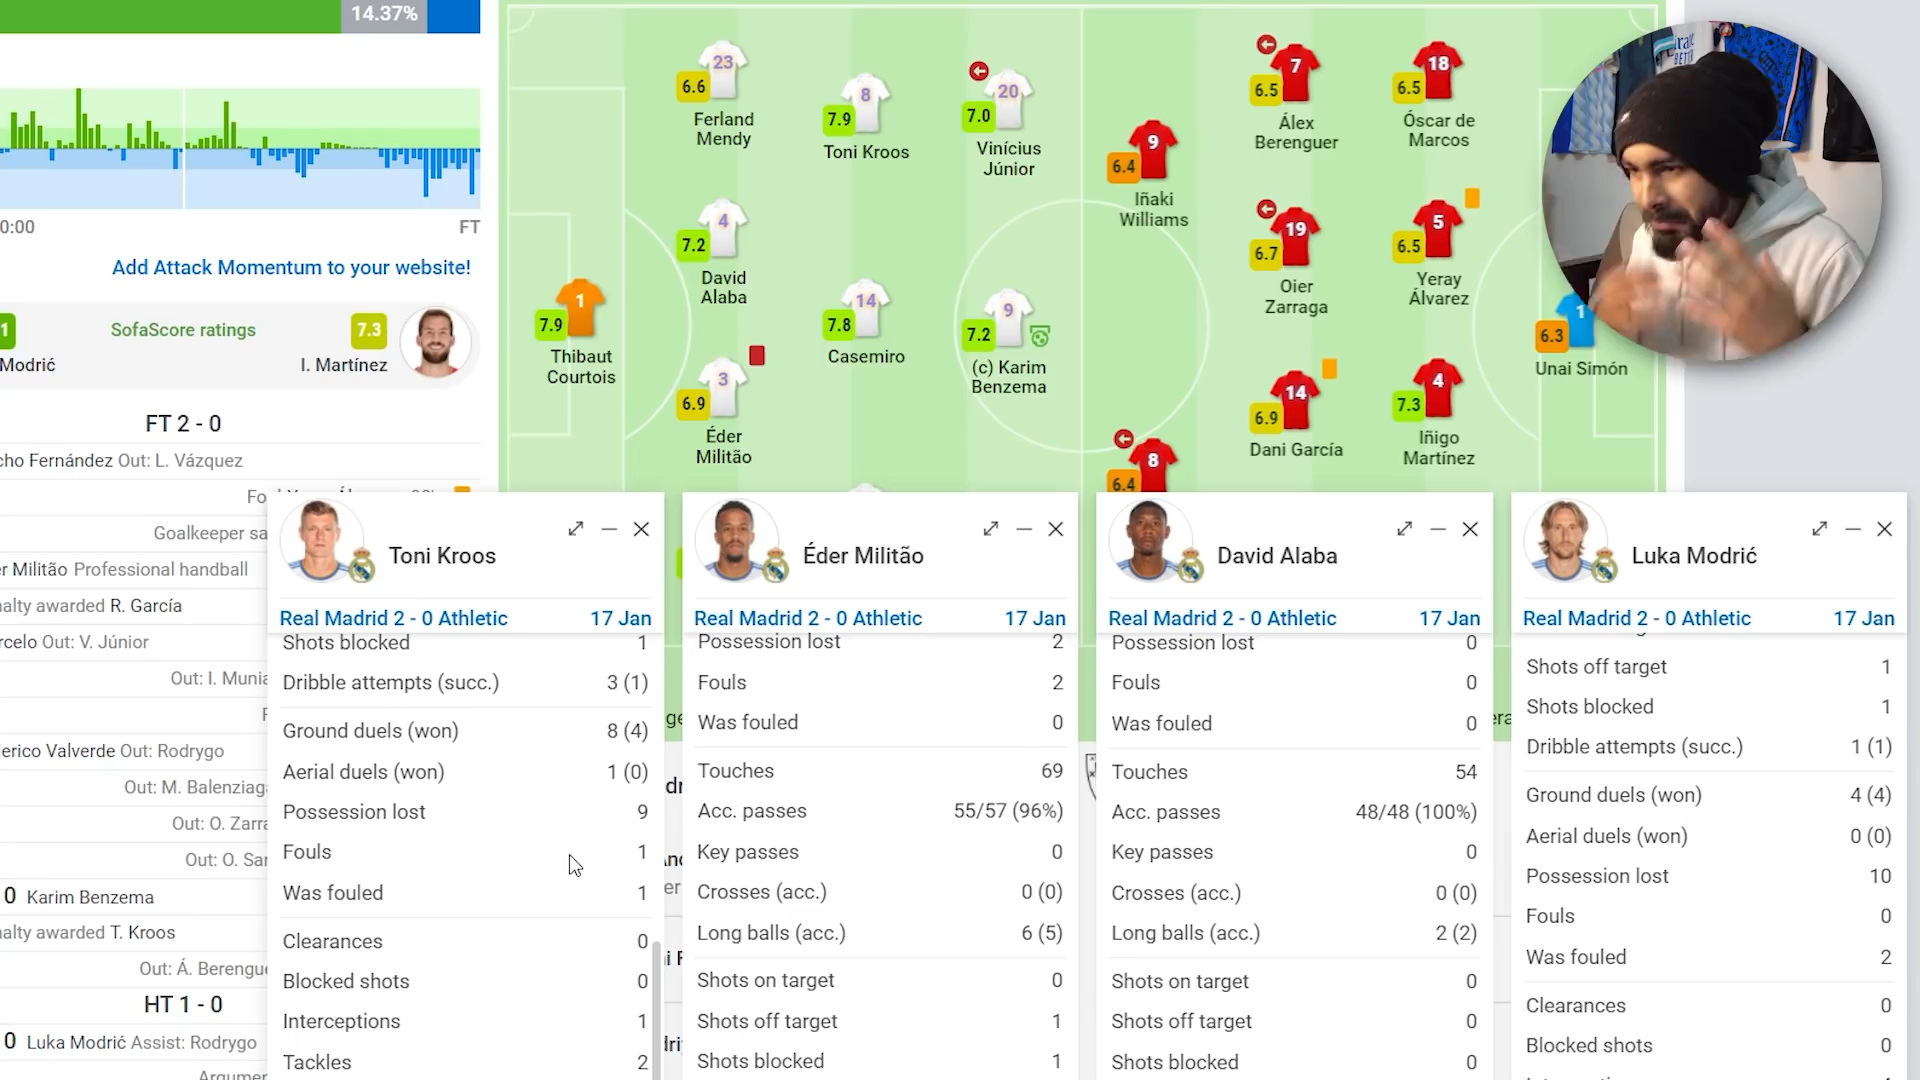 14.37%
0:00
FT
Add Attack Momentum to your website!
1
SofaScore ratings
7.3
Modrić
I. Martínez
FT 2 - 0
cho Fernández Out: L. Vázquez
Goalkeeper sa
er Militão Professional handball
nalty awarded R. García
rcelo Out: V. Júnior
Out: I. Munia
erico Valverde Out: Rodrygo
Out: M. Balenziag
Out: O. Zarra
Out: O. Sar
0 Karim Benzema
nalty awarded T. Kroos
Out: Á. Berengue
HT 1 - 0
0 Luka Modrić Assist: Rodrygo
Argumen
23
6.6
Ferland
Mendy
8
7.9
Toni Kroos
20
7.0
Vinícius
Júnior
4
7.2
David
Alaba
1
7.9
Thibaut
Courtois
14
7.8
Casemiro
9
7.2
(c) Karim
Benzema
3
6.9
Éder
Militão
9
6.4
Iñaki
Williams
7
6.5
Álex
Berenguer
18
6.5
Óscar de
Marcos
19
6.7
Oier
Zarraga
5
6.5
Yeray
Álvarez
1
6.3
Unai Simón
14
6.9
Dani García
4
7.3
Iñigo
Martínez
8
6.4
Toni Kroos
Real Madrid 2 - 0 Athletic 17 Jan
Shots blocked 1
Dribble attempts (succ.) 3 (1)
Ground duels (won) 8 (4)
Aerial duels (won) 1 (0)
Possession lost 9
Fouls 1
Was fouled 1
Clearances 0
Blocked shots 0
Interceptions 1
Tackles 2
Éder Militão
Real Madrid 2 - 0 Athletic 17 Jan
Possession lost 2
Fouls 2
Was fouled 0
Touches 69
Acc. passes 55/57 (96%)
Key passes 0
Crosses (acc.) 0 (0)
Long balls (acc.) 6 (5)
Shots on target 0
Shots off target 1
Shots blocked 1
David Alaba
Real Madrid 2 - 0 Athletic 17 Jan
Possession lost 0
Fouls 0
Was fouled 0
Touches 54
Acc. passes 48/48 (100%)
Key passes 0
Crosses (acc.) 0 (0)
Long balls (acc.) 2 (2)
Shots on target 0
Shots off target 0
Shots blocked 0
Luka Modrić
Real Madrid 2 - 0 Athletic 17 Jan
Shots off target 1
Shots blocked 1
Dribble attempts (succ.) 1 (1)
Ground duels (won) 4 (4)
Aerial duels (won) 0 (0)
Possession lost 10
Fouls 0
Was fouled 2
Clearances 0
Blocked shots 0